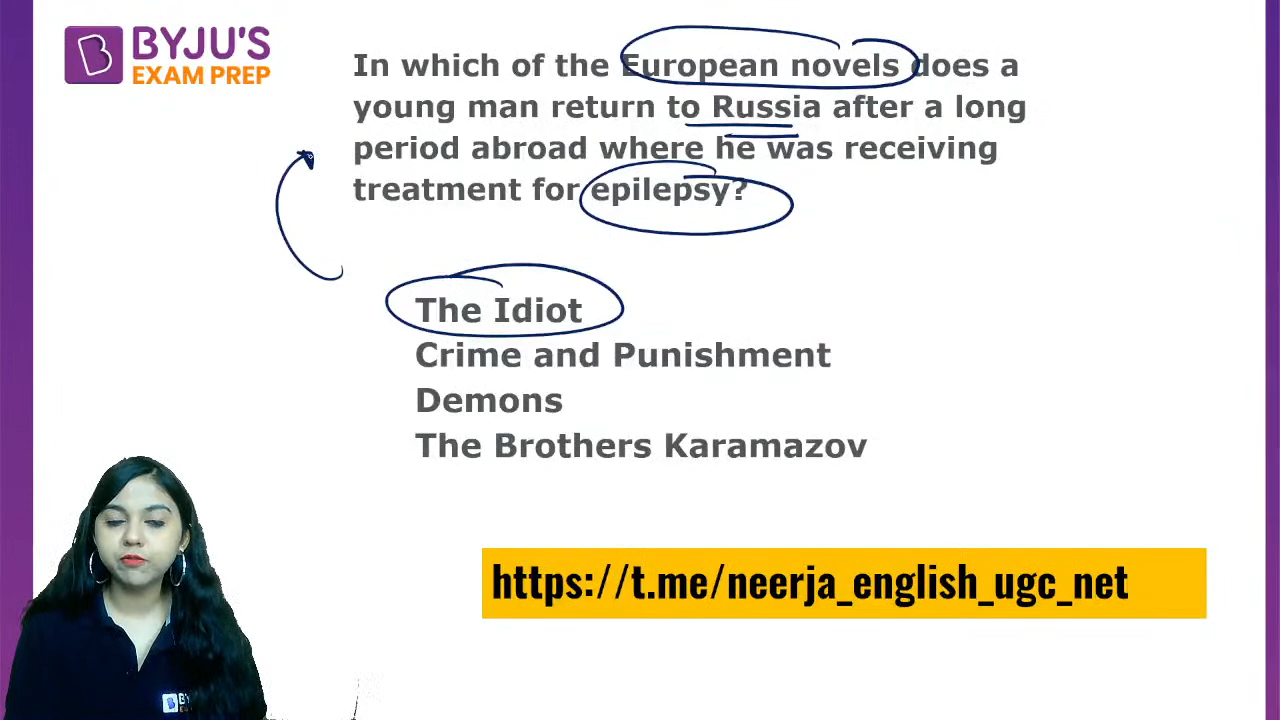 BYJU'S
EXAM PREP
In which of the European novels does a
young man return to Russia after a long
period abroad where he was receiving
treatment for epilepsy?
The Idiot
Crime and Punishment
Demons
The Brothers Karamazov
https://t.me/neerja_english_ugc_net